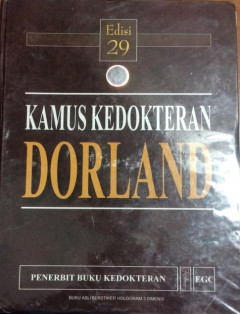 Edisi
29
KAMUS KEDOKTERAN
DORLAND
PENERBIT BUKU KEDOKTERAN EGC
BUKU ASLI BERSTIKER HOLOGRAM 3 DIMENSI